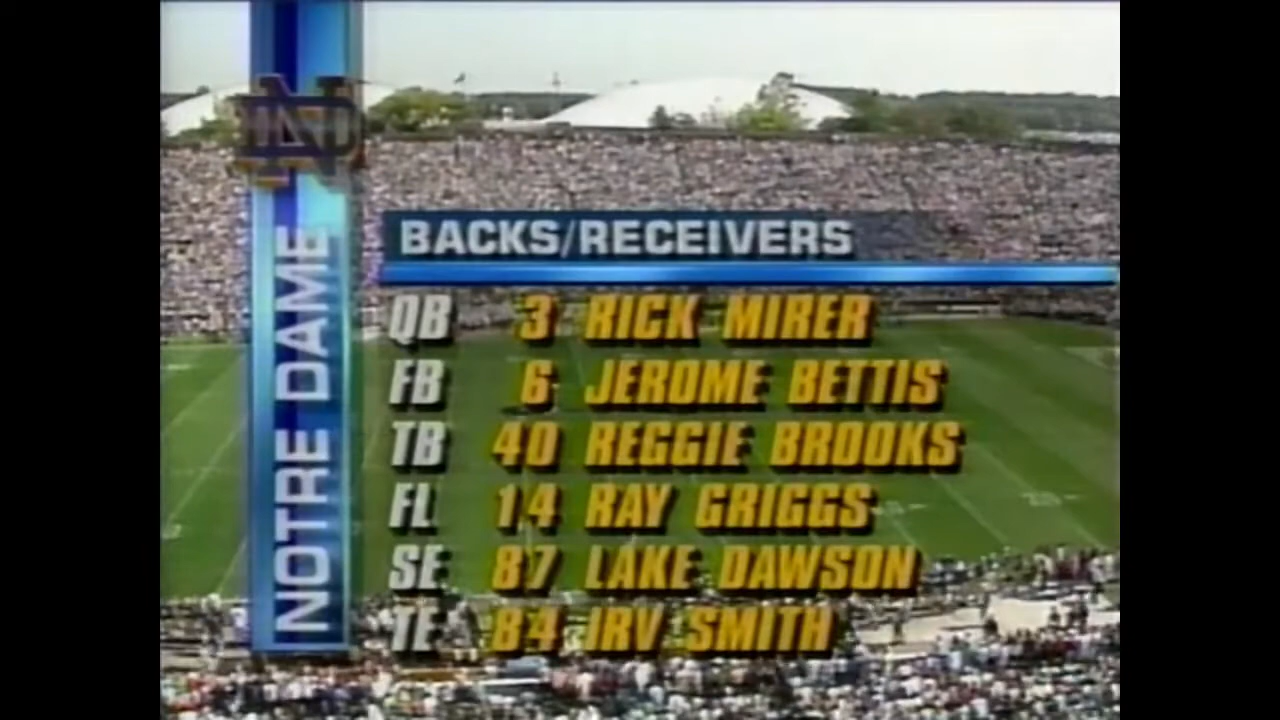 ND
NOTRE DAME
BACKS/RECEIVERS
QB 3 RICK MIRER
FB 6 JEROME BETTIS
TB 40 REGGIE BROOKS
FL 14 RAY GRIGGS
SE 87 LAKE DAWSON
TE 84 IRV SMITH